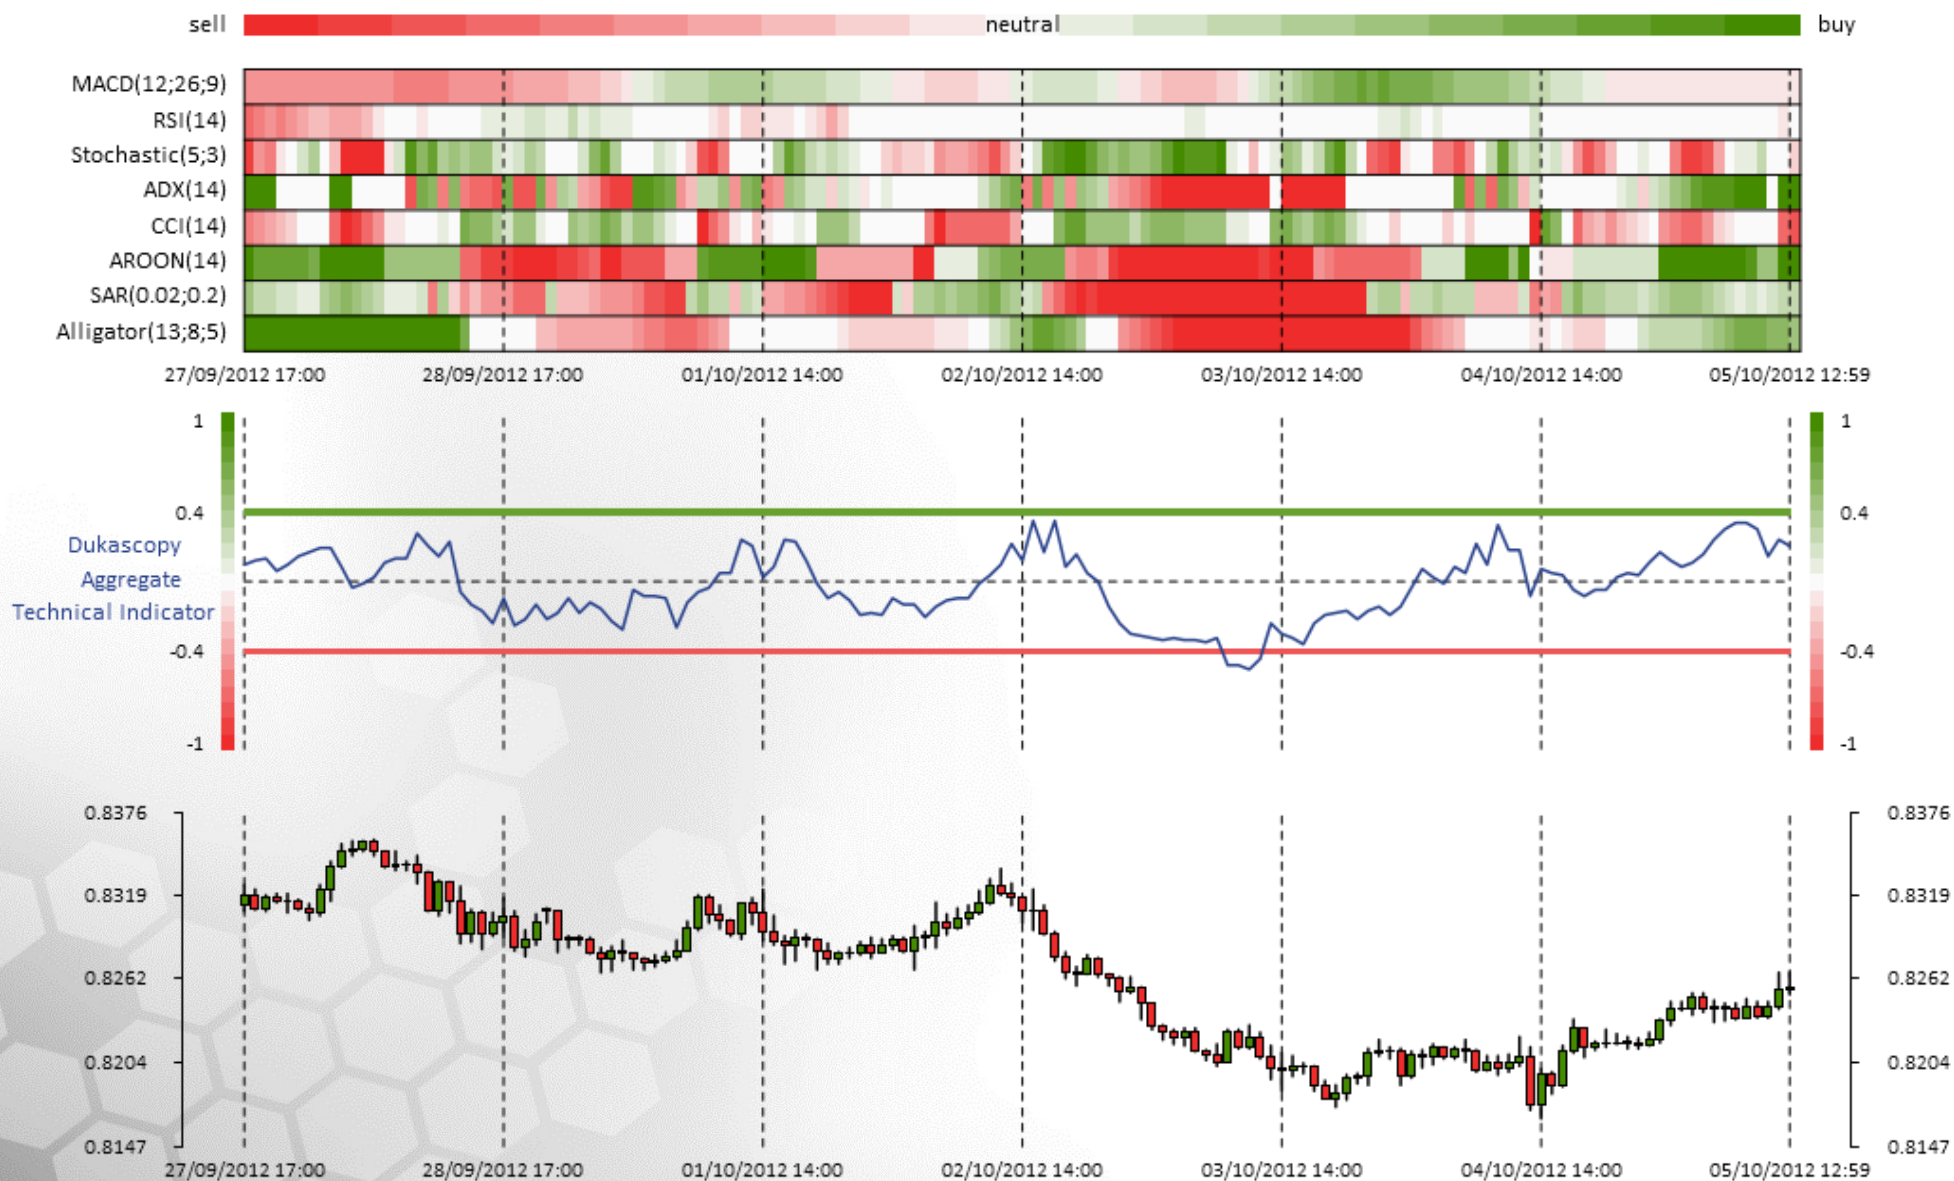 sell neutral buy
MACD(12;26;9)
RSI(14)
Stochastic(5;3)
ADX(14)
CCI(14)
AROON(14)
SAR(0.02;0.2)
Alligator(13;8;5)
27/09/2012 17:00 28/09/2012 17:00 01/10/2012 14:00 02/10/2012 14:00 03/10/2012 14:00 04/10/2012 14:00 05/10/2012 12:59
1 1
0.4 0.4
Dukascopy
Aggregate
Technical Indicator
-0.4 -0.4
-1 -1
0.8376 0.8376
0.8319 0.8319
0.8262 0.8262
0.8204 0.8204
0.8147 0.8147
27/09/2012 17:00 28/09/2012 17:00 01/10/2012 14:00 02/10/2012 14:00 03/10/2012 14:00 04/10/2012 14:00 05/10/2012 12:59